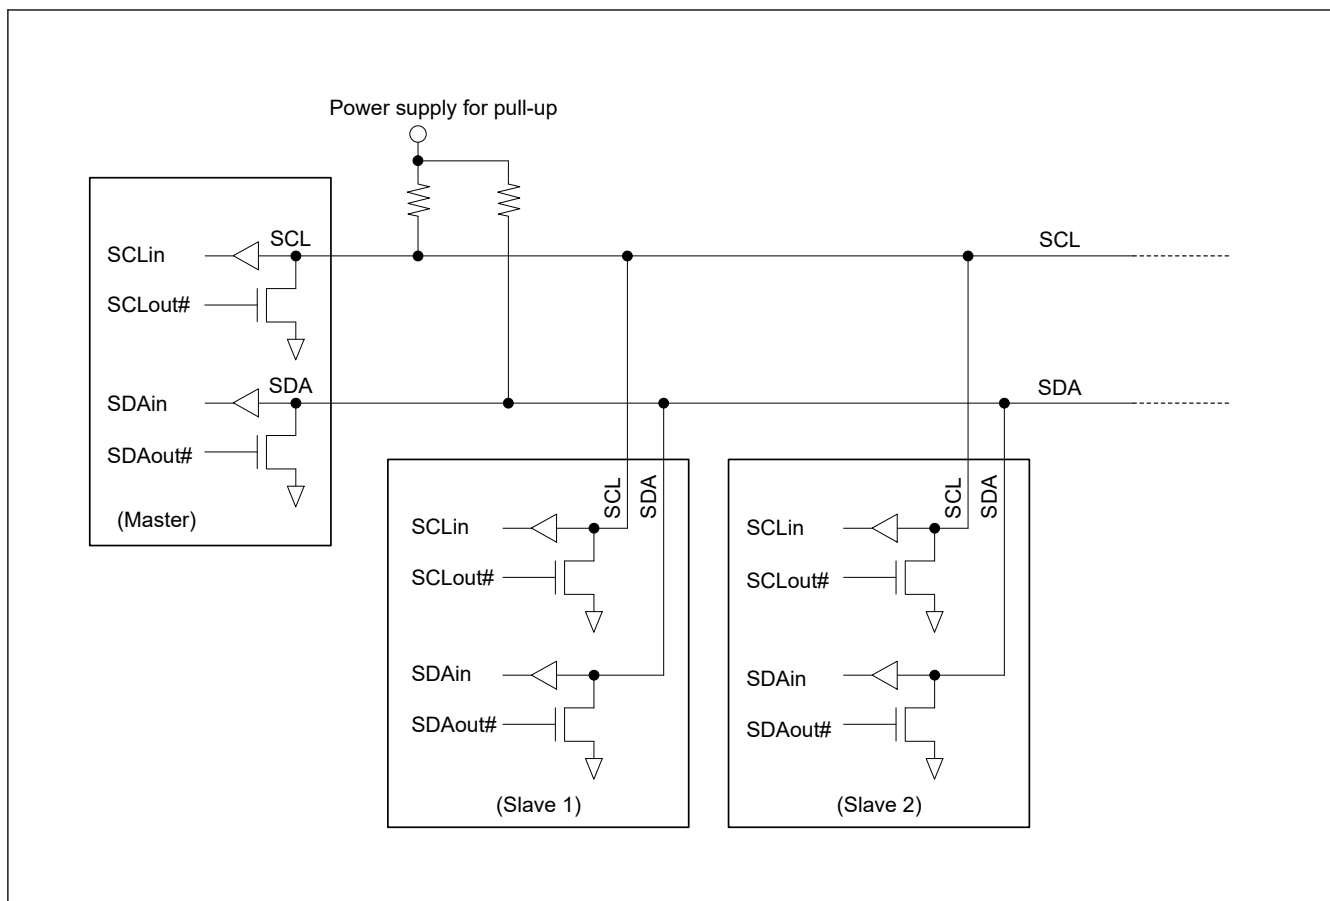 Power supply for pull-up
SCLin
SCL
SCL
SCLout#
SDAin
SDA
SDA
SDAout#
(Master)
SCL
SDA
SCLin
SCLout#
SDAin
SDAout#
(Slave 1)
SCL
SDA
SCLin
SCLout#
SDAin
SDAout#
(Slave 2)